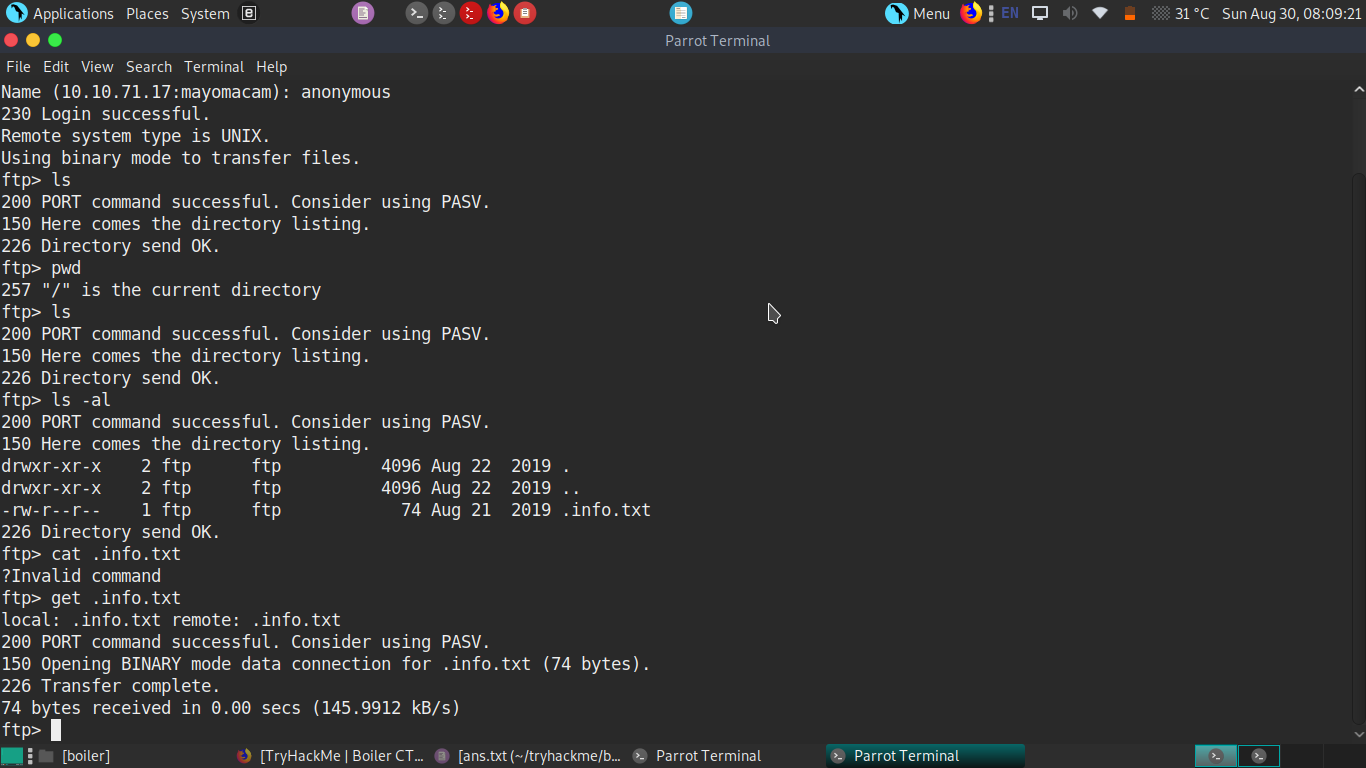 Applications Places System Menu EN 31 °C Sun Aug 30, 08:09:21
Parrot Terminal
File Edit View Search Terminal Help
Name (10.10.71.17:mayomacam): anonymous
230 Login successful.
Remote system type is UNIX.
Using binary mode to transfer files.
ftp> ls
200 PORT command successful. Consider using PASV.
150 Here comes the directory listing.
226 Directory send OK.
ftp> pwd
257 "/" is the current directory
ftp> ls
200 PORT command successful. Consider using PASV.
150 Here comes the directory listing.
226 Directory send OK.
ftp> ls -al
200 PORT command successful. Consider using PASV.
150 Here comes the directory listing.
drwxr-xr-x    2 ftp      ftp          4096 Aug 22  2019 .
drwxr-xr-x    2 ftp      ftp          4096 Aug 22  2019 ..
-rw-r--r--    1 ftp      ftp            74 Aug 21  2019 .info.txt
226 Directory send OK.
ftp> cat .info.txt
?Invalid command
ftp> get .info.txt
local: .info.txt remote: .info.txt
200 PORT command successful. Consider using PASV.
150 Opening BINARY mode data connection for .info.txt (74 bytes).
226 Transfer complete.
74 bytes received in 0.00 secs (145.9912 kB/s)
ftp>
[boiler] [TryHackMe | Boiler CT... [ans.txt (~/tryhackme/b... Parrot Terminal Parrot Terminal